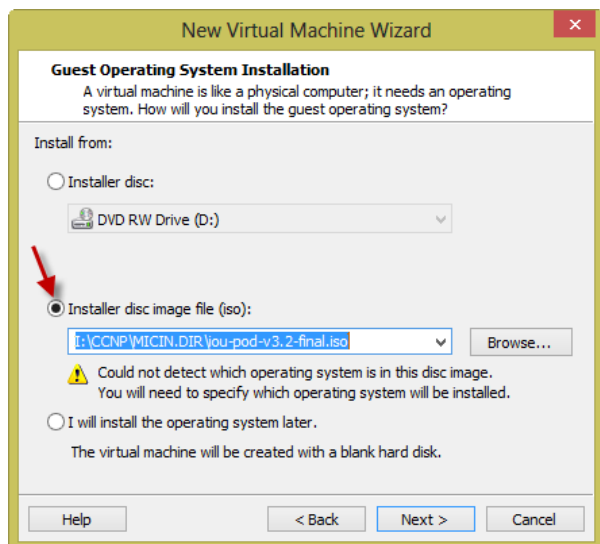 New Virtual Machine Wizard
Guest Operating System Installation
A virtual machine is like a physical computer; it needs an operating
system. How will you install the guest operating system?
Install from:
Installer disc:
DVD RW Drive (D:)
Installer disc image file (iso):
I:\CCNP\MICIN.DIR\iou-pod-v3.2-final.iso
Browse...
Could not detect which operating system is in this disc image.
You will need to specify which operating system will be installed.
I will install the operating system later.
The virtual machine will be created with a blank hard disk.
Help < Back Next > Cancel